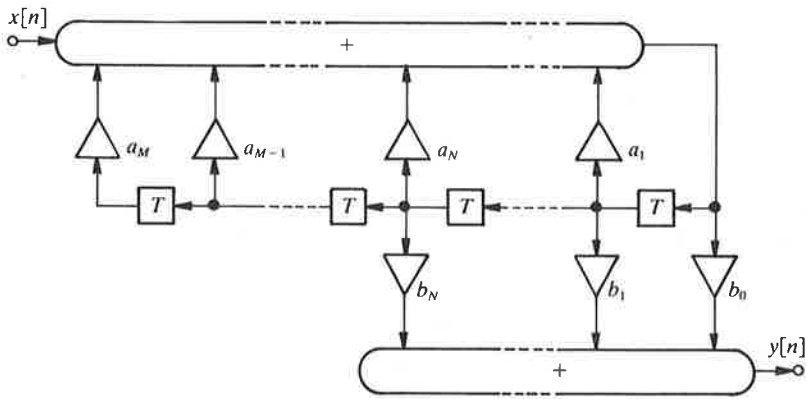 x[n]
+
a_M
a_{M-1}
a_N
a_1
T
T
T
T
b_N
b_1
b_0
y[n]
+